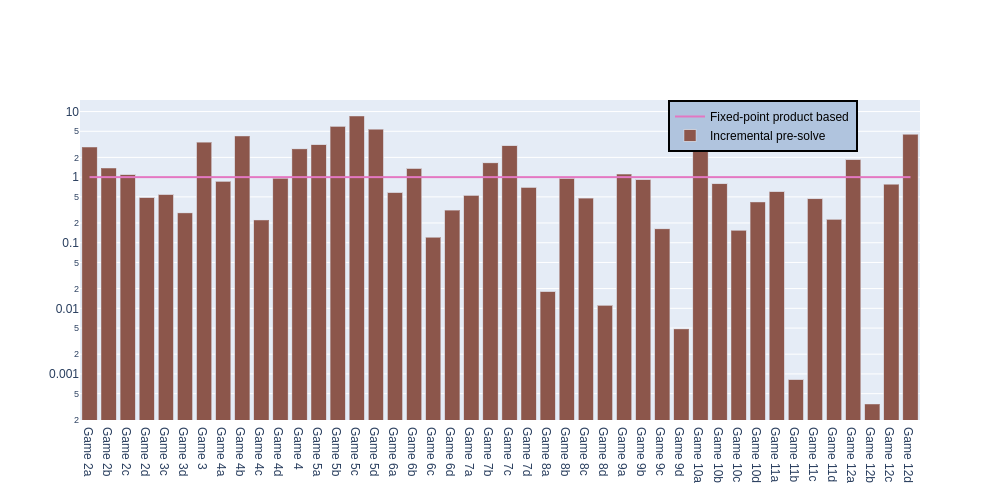 Fixed-point product based
Incremental pre-solve
10
5
2
1
5
2
0.1
5
2
0.01
5
2
0.001
5
2
Game 2a
Game 2b
Game 2c
Game 2d
Game 3c
Game 3d
Game 3
Game 4a
Game 4b
Game 4c
Game 4d
Game 4
Game 5a
Game 5b
Game 5c
Game 5d
Game 6a
Game 6b
Game 6c
Game 6d
Game 7a
Game 7b
Game 7c
Game 7d
Game 8a
Game 8b
Game 8c
Game 8d
Game 9a
Game 9b
Game 9c
Game 9d
Game 10a
Game 10b
Game 10c
Game 10d
Game 11a
Game 11b
Game 11c
Game 11d
Game 12a
Game 12b
Game 12c
Game 12d